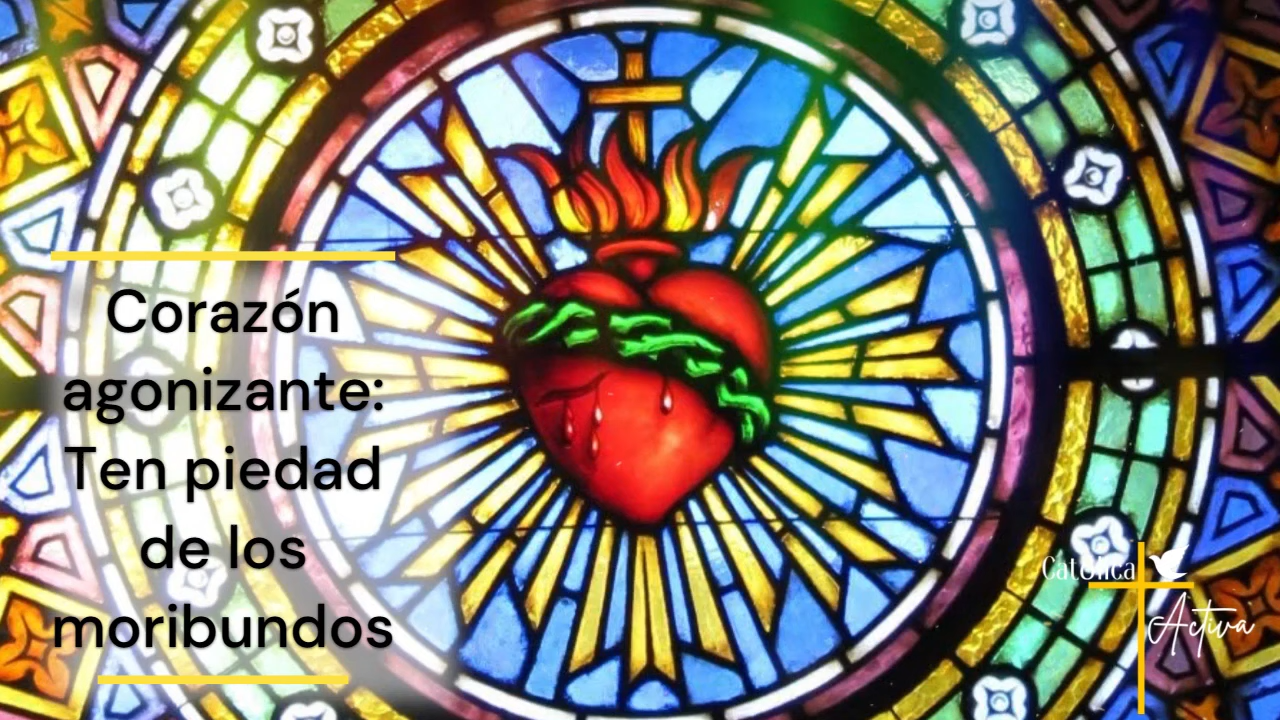 Corazón
agonizante:
Ten piedad
de los
moribundos
Católica
Activa